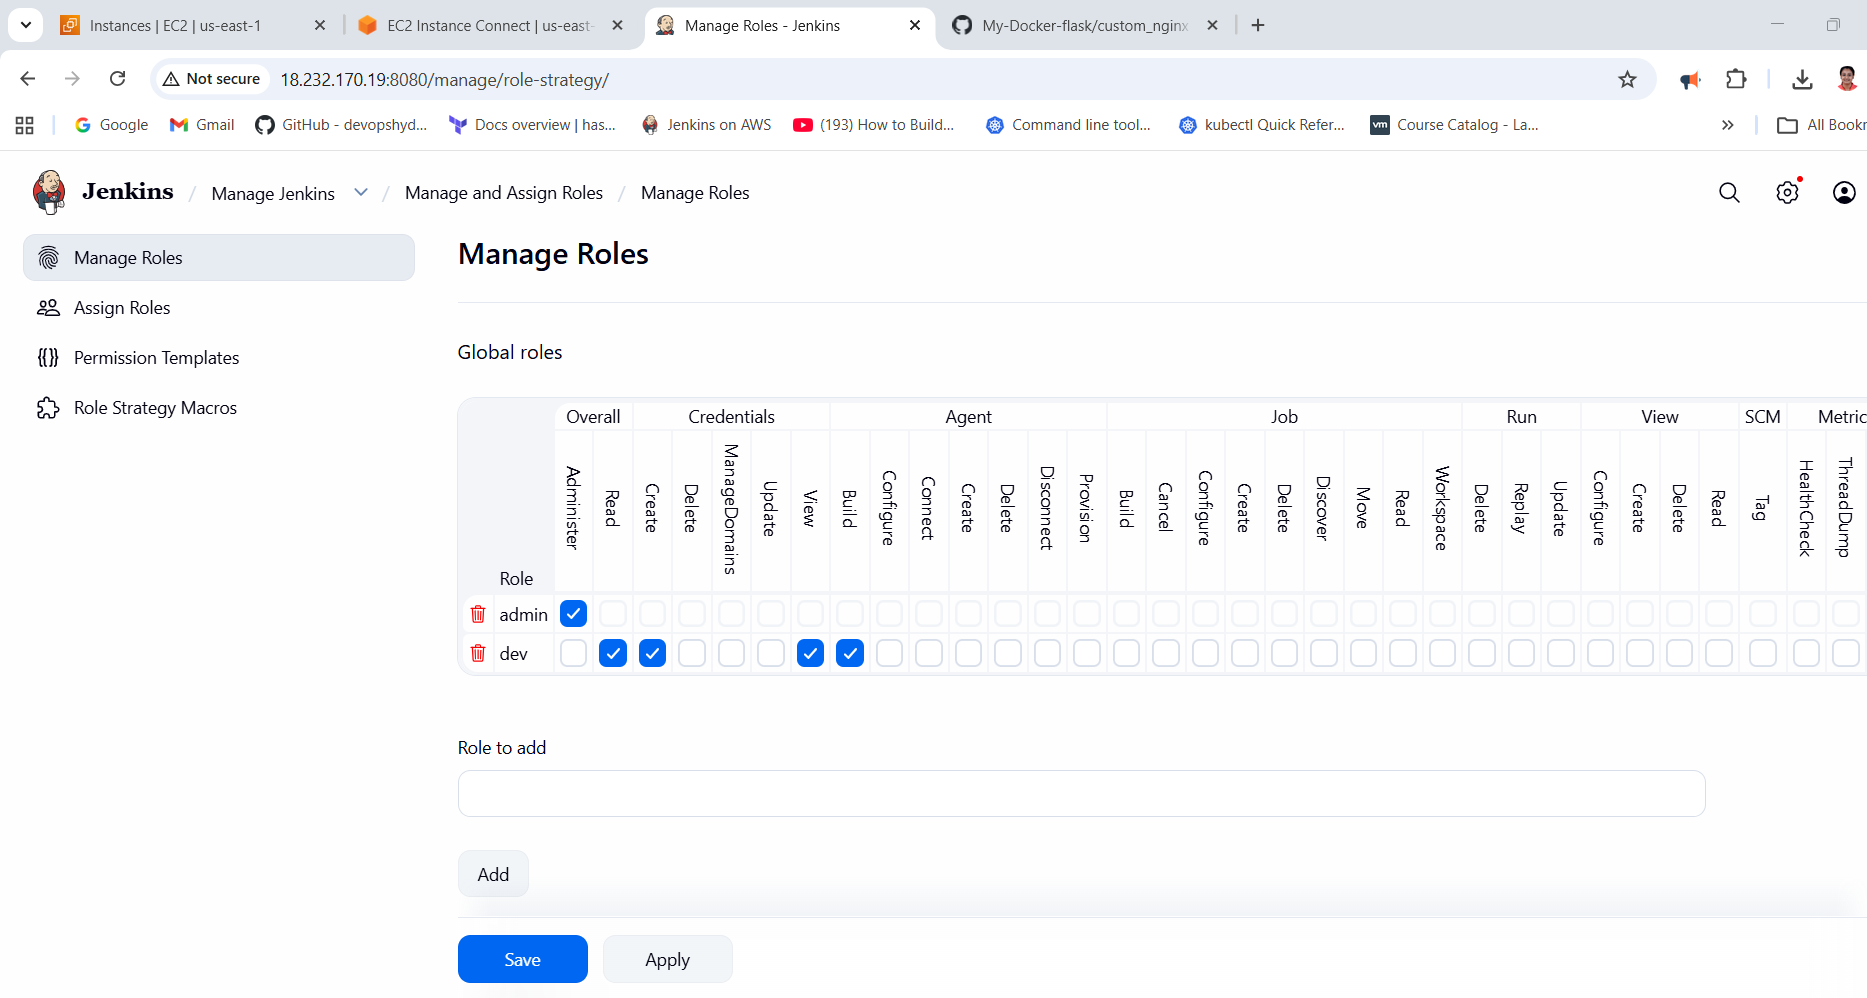 Instances | EC2 | us-east-1
EC2 Instance Connect | us-east-
Manage Roles - Jenkins
My-Docker-flask/custom_nginx
Not secure
18.232.170.19:8080/manage/role-strategy/
Google
Gmail
GitHub - devopshyd...
Docs overview | has...
Jenkins on AWS
(193) How to Build...
Command line tool...
kubectl Quick Refer...
vm
Course Catalog - La...
All Bookr
Jenkins / Manage Jenkins / Manage and Assign Roles / Manage Roles
Manage Roles
Assign Roles
Permission Templates
Role Strategy Macros
Manage Roles
Global roles
Overall Credentials Agent Job Run View SCM Metric
Role Administer Read Create Delete ManageDomains Update View Build Configure Connect Create Delete Disconnect Provision Build Cancel Configure Create Delete Discover Move Read Workspace Delete Replay Update Configure Create Delete Read Tag HealthCheck ThreadDump
admin
dev
Role to add
Add
Save
Apply